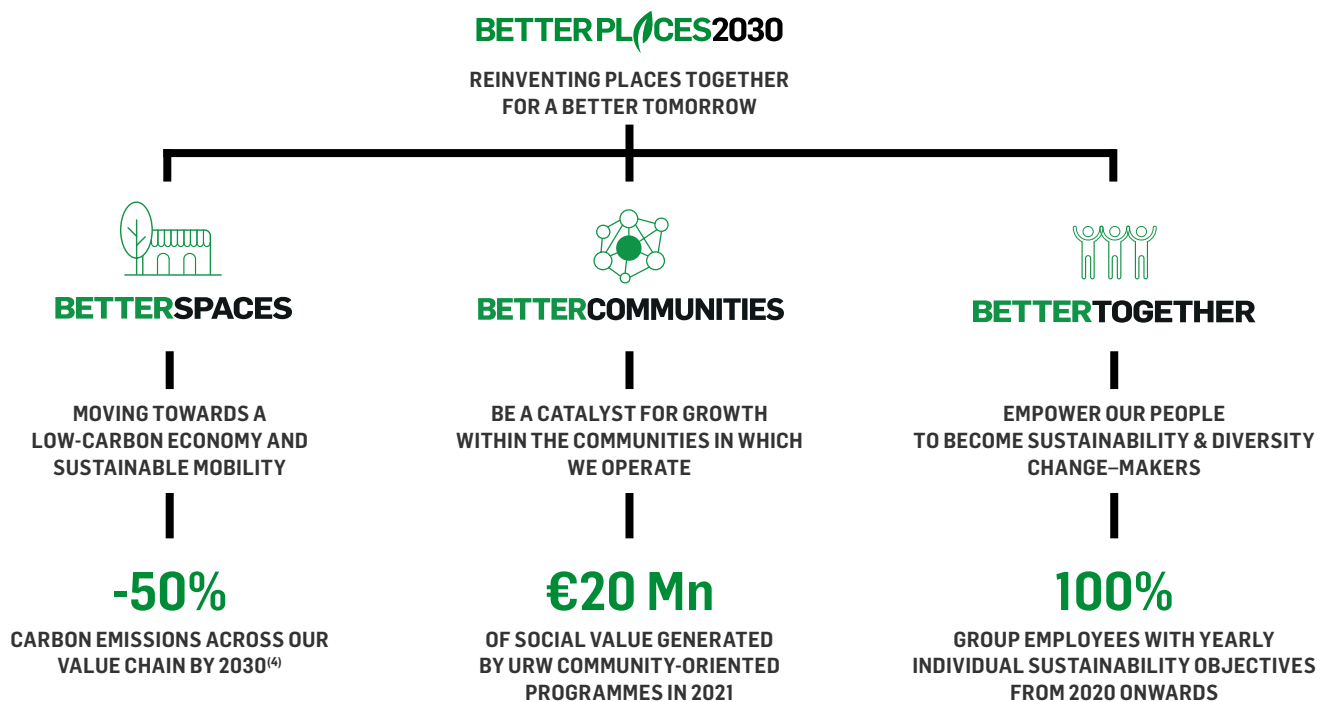 BETTERPLACES2030
REINVENTING PLACES TOGETHER
FOR A BETTER TOMORROW
BETTERSPACES
MOVING TOWARDS A
LOW-CARBON ECONOMY AND
SUSTAINABLE MOBILITY
-50%
CARBON EMISSIONS ACROSS OUR
VALUE CHAIN BY 2030(4)
BETTERCOMMUNITIES
BE A CATALYST FOR GROWTH
WITHIN THE COMMUNITIES IN WHICH
WE OPERATE
€20 Mn
OF SOCIAL VALUE GENERATED
BY URW COMMUNITY-ORIENTED
PROGRAMMES IN 2021
BETTERTOGETHER
EMPOWER OUR PEOPLE
TO BECOME SUSTAINABILITY & DIVERSITY
CHANGE–MAKERS
100%
GROUP EMPLOYEES WITH YEARLY
INDIVIDUAL SUSTAINABILITY OBJECTIVES
FROM 2020 ONWARDS